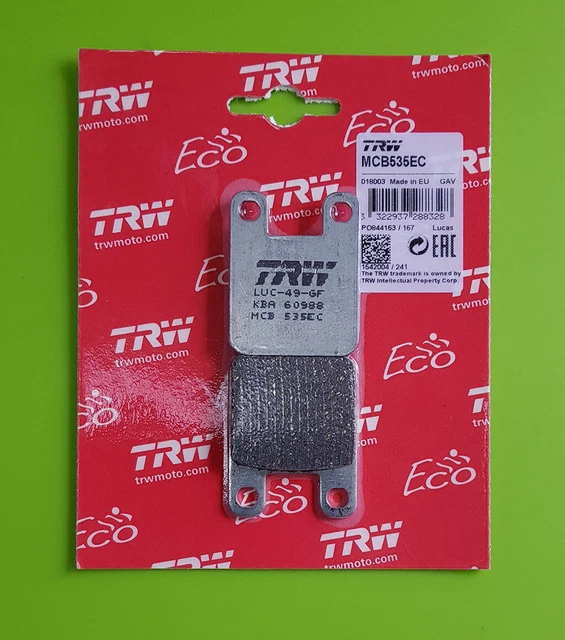 TRW
trwmoto.com
TRW
trwmoto.com
Eco
TRW
MCB535EC
018003 Made in EU GAV
3 322937 288328
PO844163 / 167 Lucas
EAC
1542004 / 241
The TRW trademark is owned by
TRW Intellectual Property Corp.
TRW
trwmoto.com
TRW
LUC-49-GF
KBA 60988
MCB 535EC
TRW
trwmoto.com
Eco
TRW
trwmoto.com
Eco
Eco
TRW
TRW